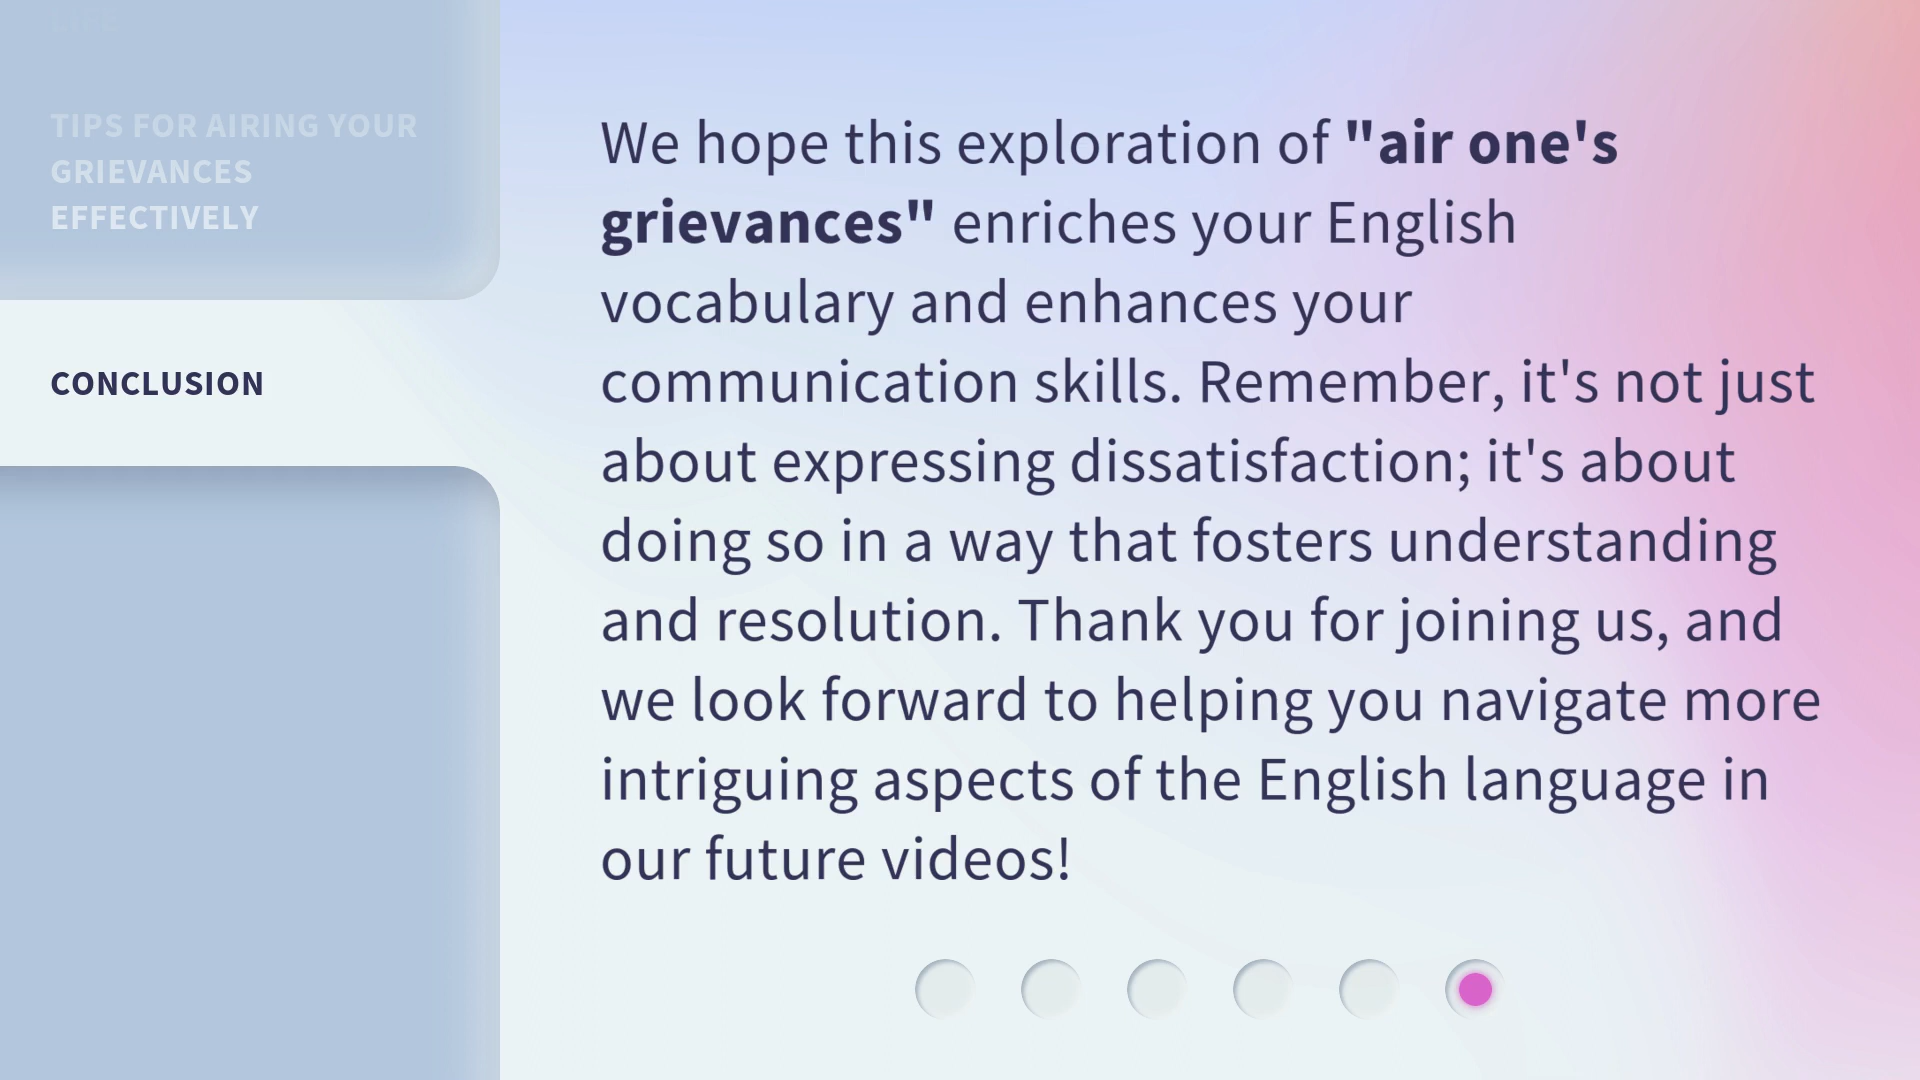 LIFE
TIPS FOR AIRING YOUR
GRIEVANCES
EFFECTIVELY
CONCLUSION
We hope this exploration of "air one's
grievances" enriches your English
vocabulary and enhances your
communication skills. Remember, it's not just
about expressing dissatisfaction; it's about
doing so in a way that fosters understanding
and resolution. Thank you for joining us, and
we look forward to helping you navigate more
intriguing aspects of the English language in
our future videos!